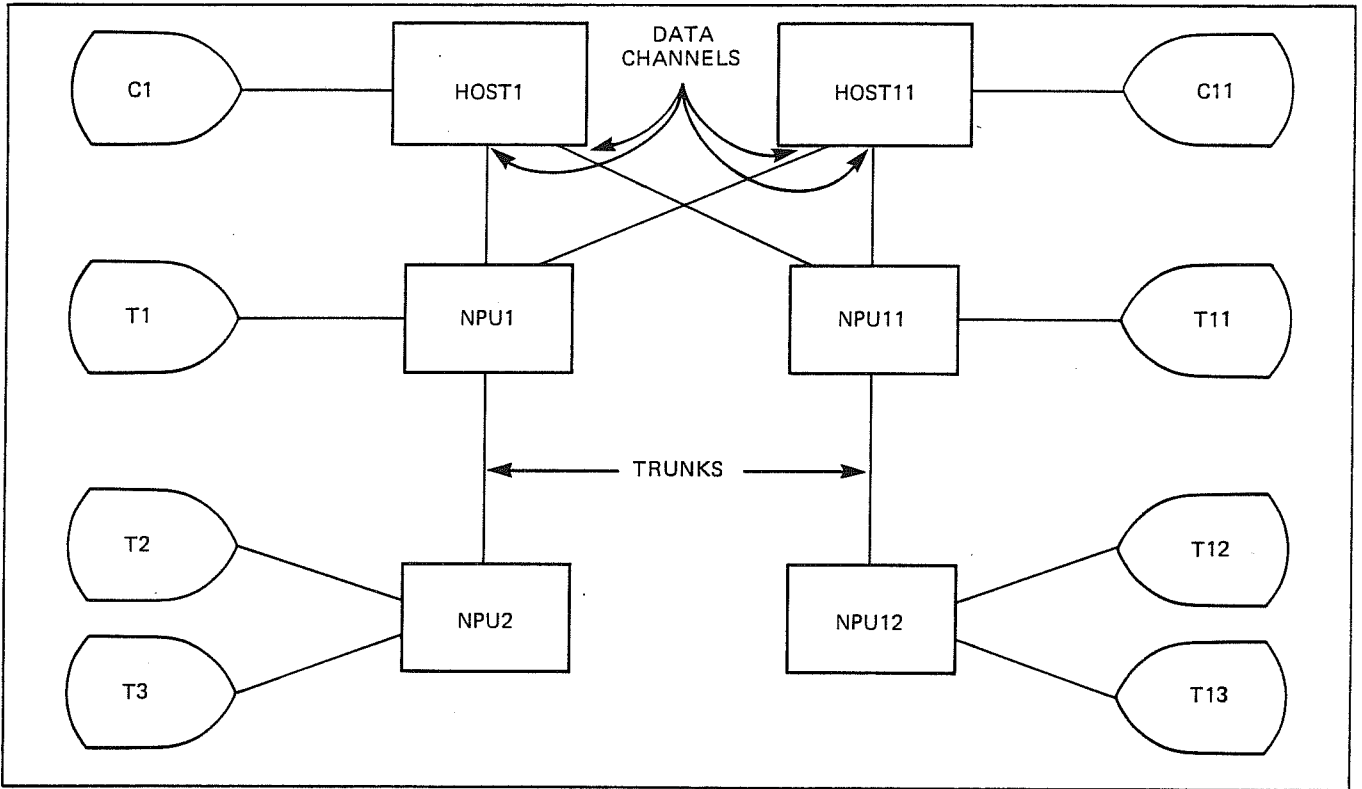 DATA
CHANNELS
C1
HOST1
HOST11
C11
T1
NPU1
NPU11
T11
TRUNKS
T2
T12
NPU2
NPU12
T3
T13